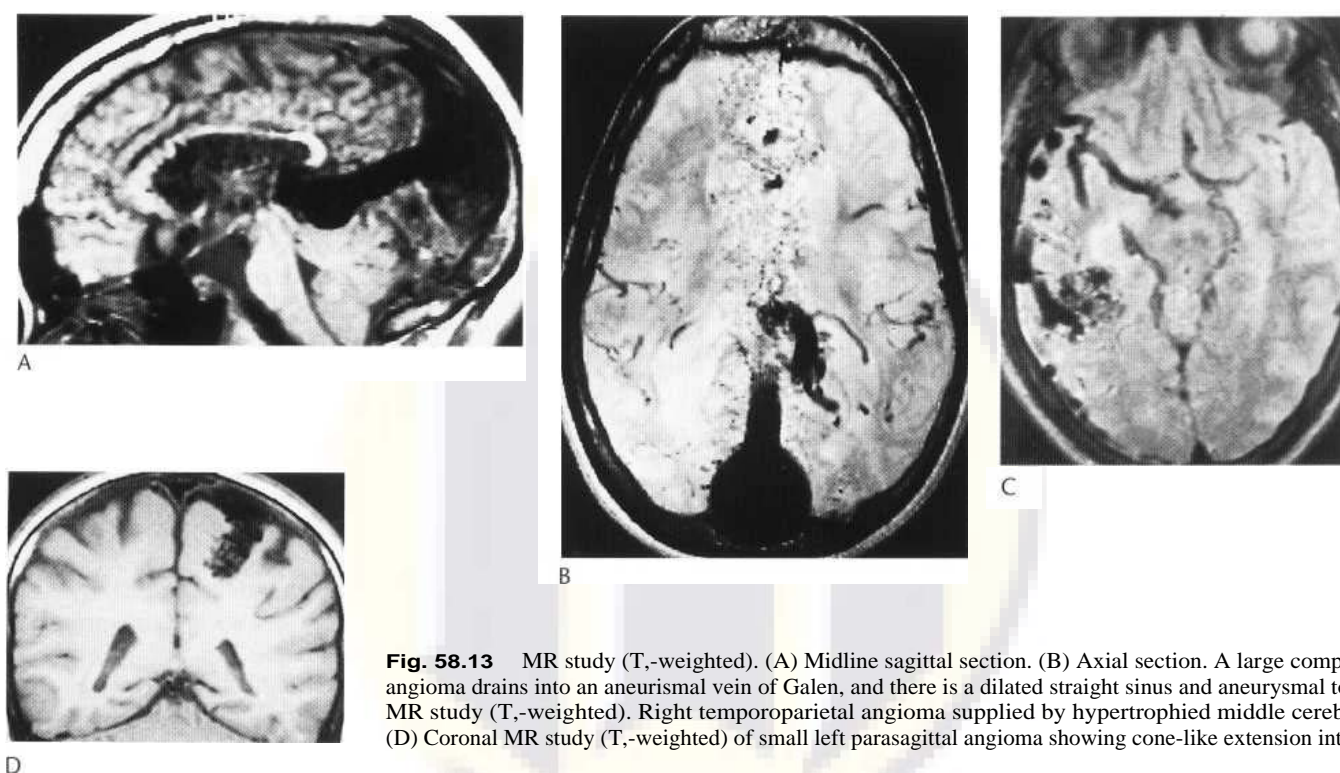 A
B
C
D
Fig. 58.13 MR study (T,-weighted). (A) Midline sagittal section. (B) Axial section. A large comp
angioma drains into an aneurismal vein of Galen, and there is a dilated straight sinus and aneurysmal to
MR study (T,-weighted). Right temporoparietal angioma supplied by hypertrophied middle cereb
(D) Coronal MR study (T,-weighted) of small left parasagittal angioma showing cone-like extension int